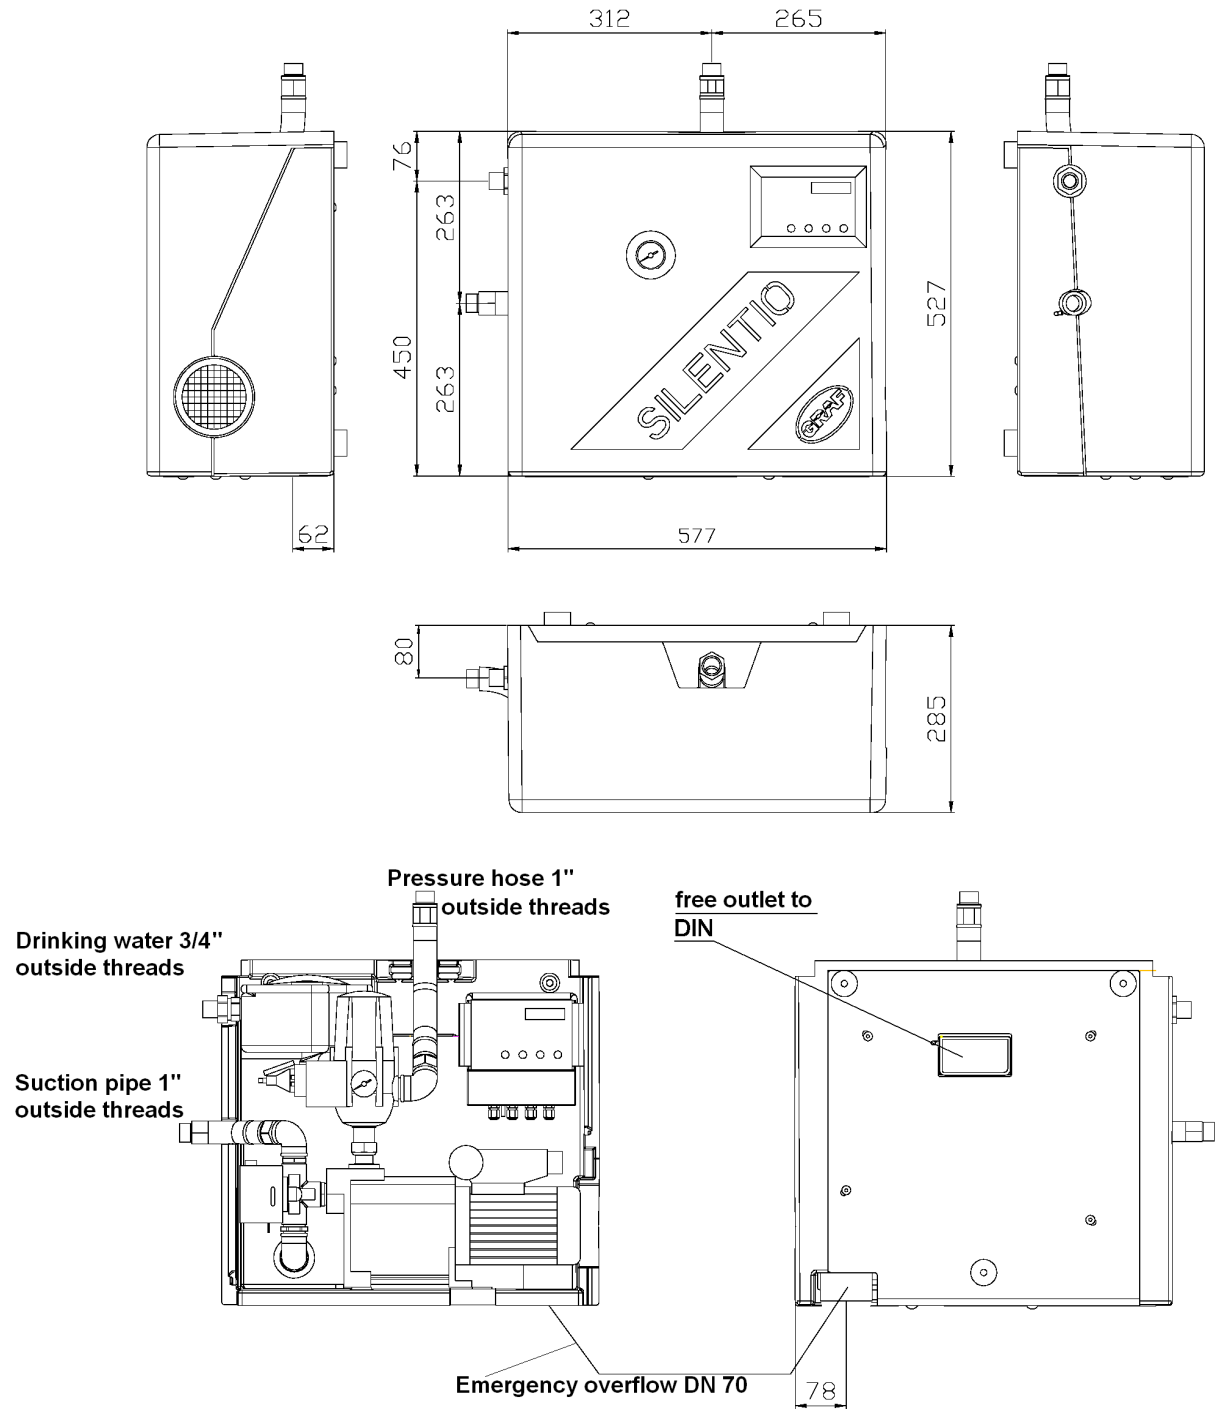 312
265
76
263
450
263
527
SILENTIO
GRAF
62
577
80
285
Pressure hose 1"
outside threads
free outlet to
DIN
Drinking water 3/4"
outside threads
Suction pipe 1"
outside threads
Emergency overflow DN 70
78